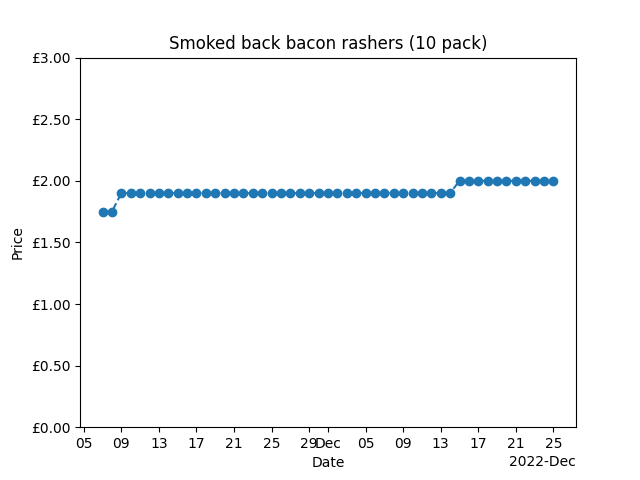 Smoked back bacon rashers (10 pack)
£3.00
£2.50
£2.00
£1.50
£1.00
£0.50
£0.00
Price
05 09 13 17 21 25 29 Dec 05 09 13 17 21 25
Date
2022-Dec